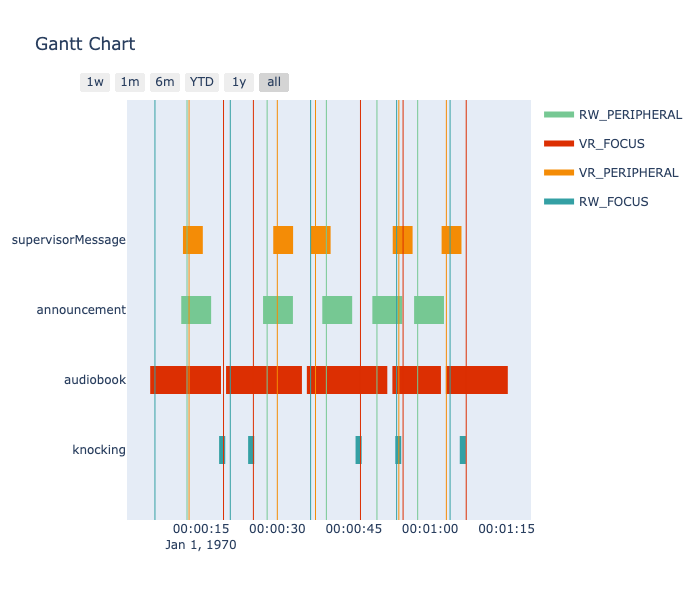 Gantt Chart
1w 1m 6m YTD 1y all
RW_PERIPHERAL
VR_FOCUS
VR_PERIPHERAL
RW_FOCUS
supervisorMessage
announcement
audiobook
knocking
00:00:15 00:00:30 00:00:45 00:01:00 00:01:15
Jan 1, 1970